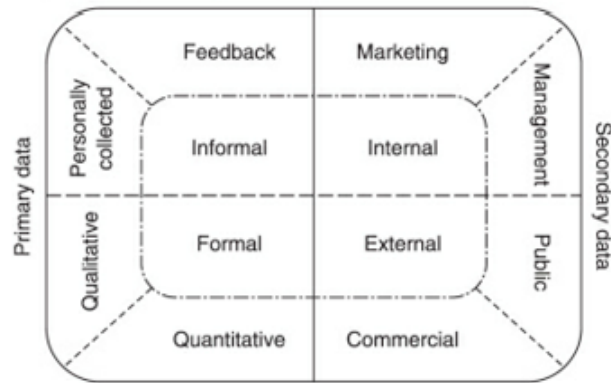 Feedback
Marketing
Personally
collected
Management
Informal
Internal
Primary data
Secondary data
Formal
External
Qualitative
Public
Quantitative
Commercial